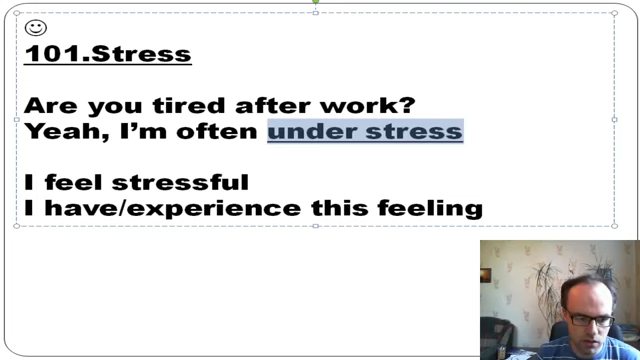 101.Stress
Are you tired after work?
Yeah, I'm often under stress
I feel stressful
I have/experience this feeling